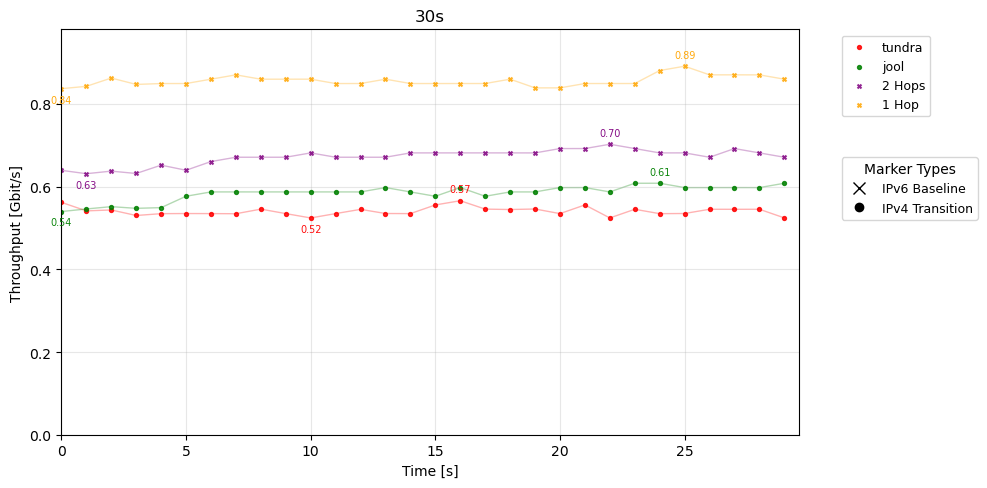 30s
Throughput [Gbit/s]
0.8
0.6
0.4
0.2
0.0
0.84
0.89
0.63
0.70
0.54
0.61
0.57
0.52
0
5
10
15
20
25
Time [s]
tundra
jool
2 Hops
1 Hop
Marker Types
IPv6 Baseline
IPv4 Transition